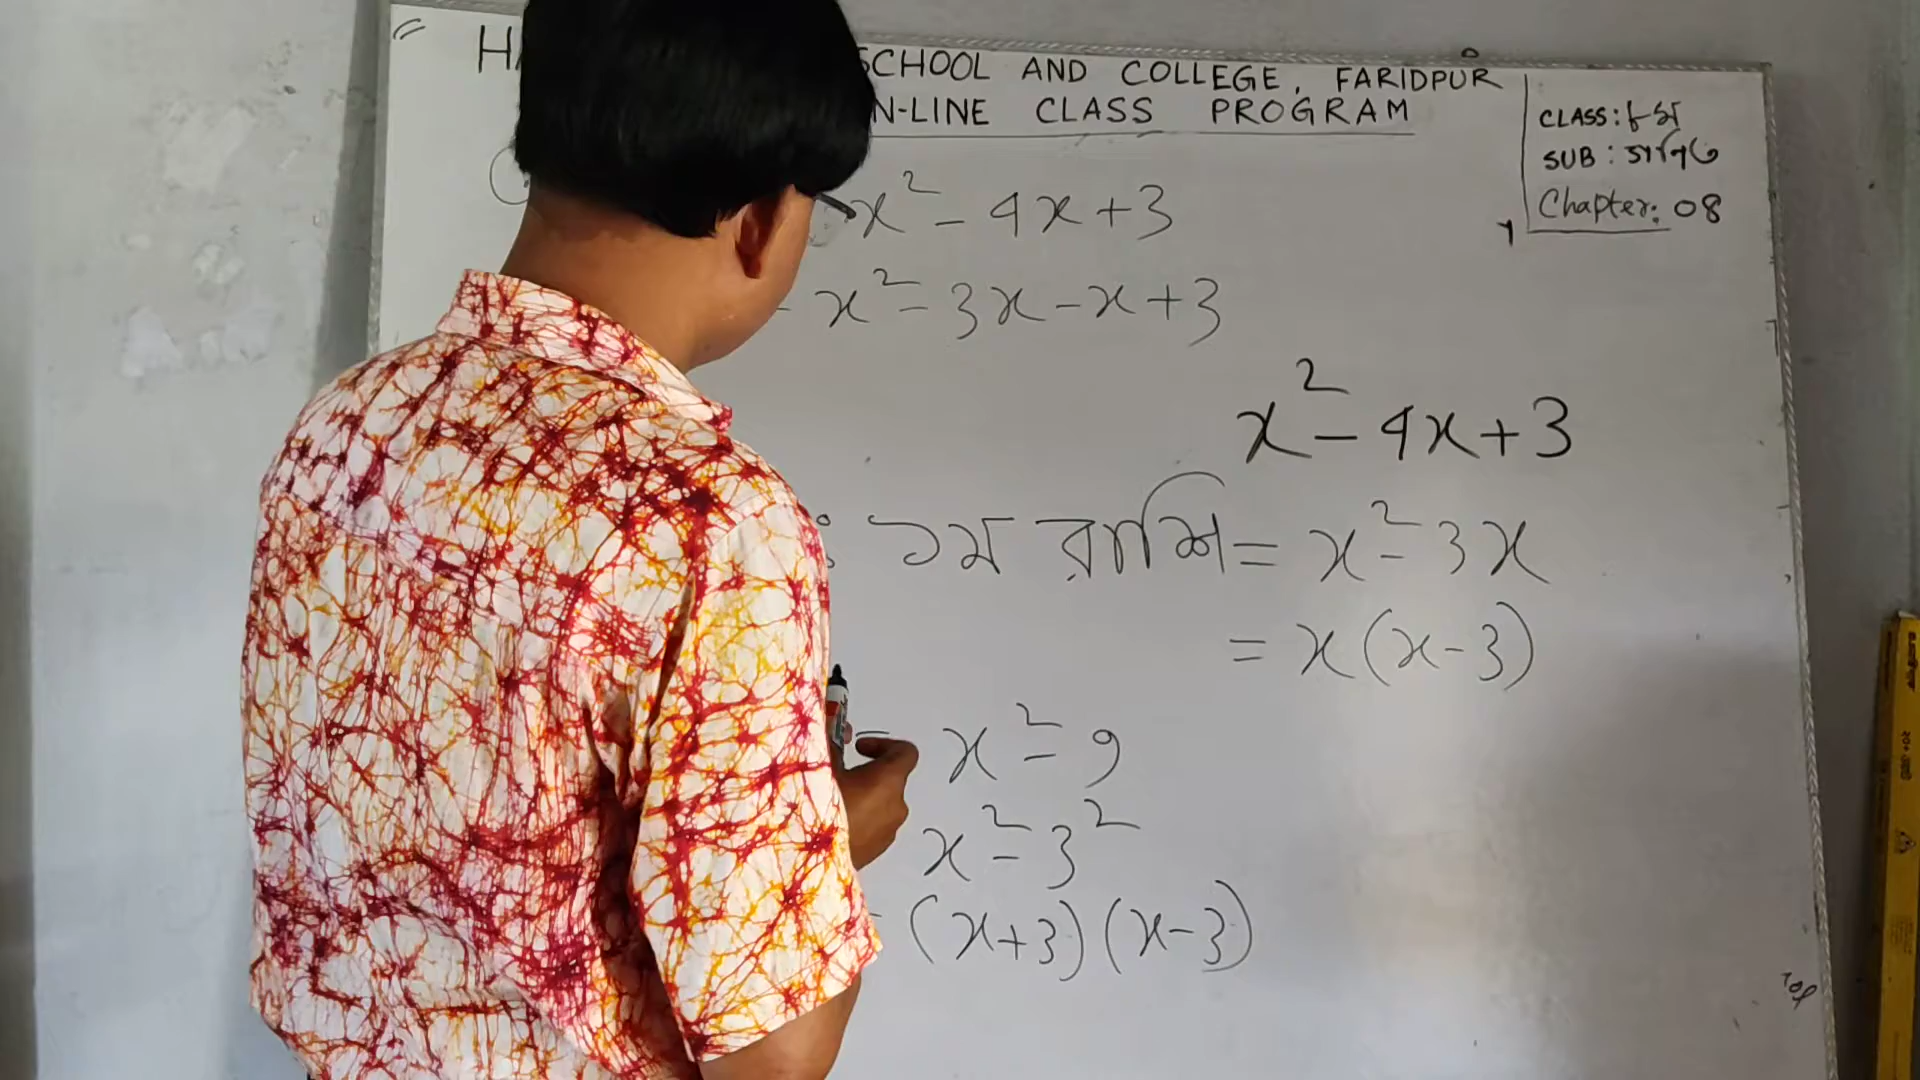 SCHOOL AND COLLEGE, FARIDPUR
N-LINE CLASS PROGRAM
CLASS: ৮ম
SUB : গণিত
Chapter: 08
x² - 4x + 3
- x² - 3x - x + 3
x² - 4x + 3
ঃ ১ম রাশি = x² - 3x
= x (x - 3)
= x² - 9
x² - 3²
= (x + 3) (x - 3)